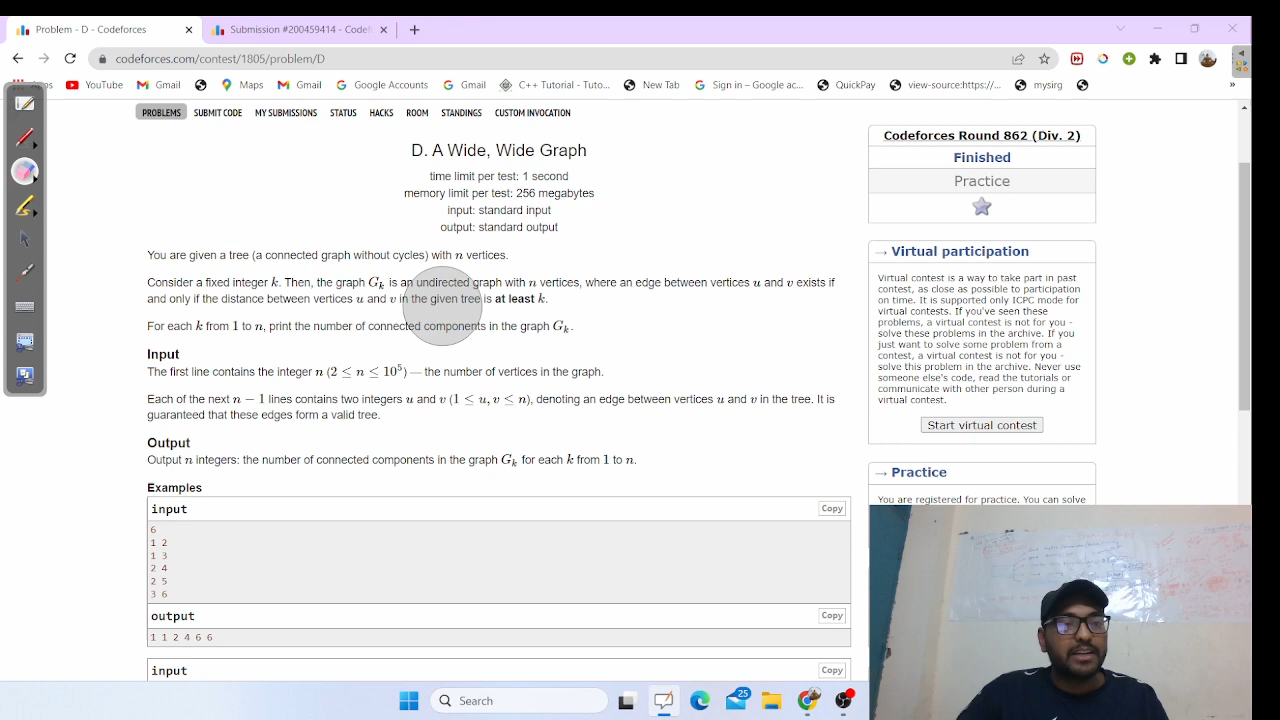 Problem - D - Codeforces
Submission #200459414 - Codef
codeforces.com/contest/1805/problem/D
YouTube
Gmail
Maps
Gmail
Google Accounts
Gmail
C++ Tutorial - Tuto...
New Tab
Sign in – Google ac...
QuickPay
view-source:https://...
mysirg
»
PROBLEMS SUBMIT CODE MY SUBMISSIONS STATUS HACKS ROOM STANDINGS CUSTOM INVOCATION
D. A Wide, Wide Graph
time limit per test: 1 second
memory limit per test: 256 megabytes
input: standard input
output: standard output
You are given a tree (a connected graph without cycles) with n vertices.
Consider a fixed integer k. Then, the graph Gk is an undirected graph with n vertices, where an edge between vertices u and v exists if
and only if the distance between vertices u and v in the given tree is at least k.
For each k from 1 to n, print the number of connected components in the graph Gk.
Input
The first line contains the integer n (2 ≤ n ≤ 10^5) — the number of vertices in the graph.
Each of the next n − 1 lines contains two integers u and v (1 ≤ u, v ≤ n), denoting an edge between vertices u and v in the tree. It is
guaranteed that these edges form a valid tree.
Output
Output n integers: the number of connected components in the graph Gk for each k from 1 to n.
Examples
input
Copy
6
1 2
1 3
2 4
2 5
3 6
output
Copy
1 1 2 4 6 6
input
Copy
Codeforces Round 862 (Div. 2)
Finished
Practice
→ Virtual participation
Virtual contest is a way to take part in past
contest, as close as possible to participation
on time. It is supported only ICPC mode for
virtual contests. If you've seen these
problems, a virtual contest is not for you -
solve these problems in the archive. If you
just want to solve some problem from a
contest, a virtual contest is not for you -
solve this problem in the archive. Never use
someone else's code, read the tutorials or
communicate with other person during a
virtual contest.
Start virtual contest
→ Practice
You are registered for practice. You can solve
Search
25